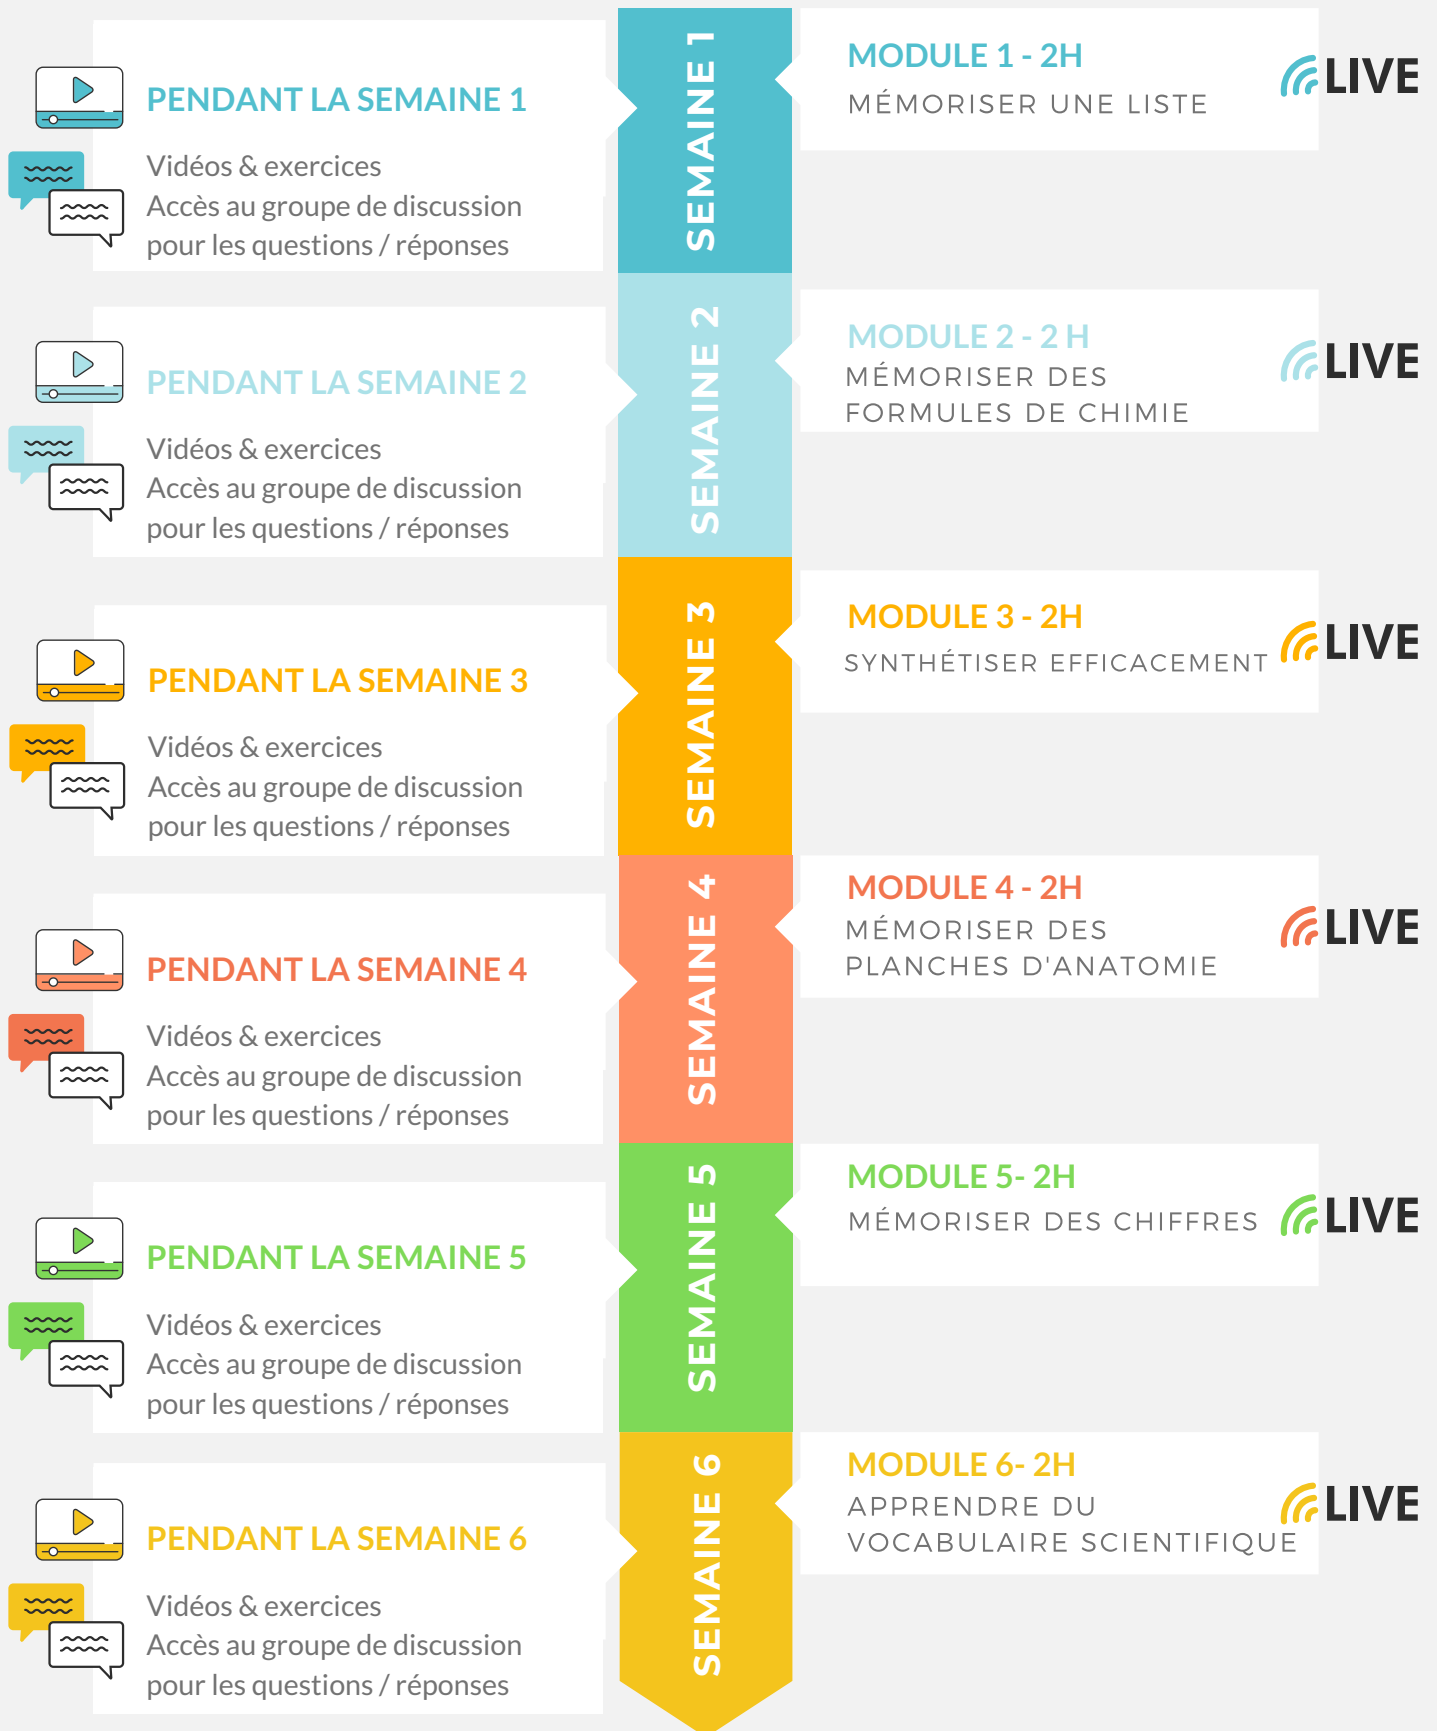 SEMAINE 1
PENDANT LA SEMAINE 1
Vidéos & exercices
Accès au groupe de discussion
pour les questions / réponses
MODULE 1 - 2H
MÉMORISER UNE LISTE
LIVE
SEMAINE 2
PENDANT LA SEMAINE 2
Vidéos & exercices
Accès au groupe de discussion
pour les questions / réponses
MODULE 2 - 2 H
MÉMORISER DES
FORMULES DE CHIMIE
LIVE
SEMAINE 3
PENDANT LA SEMAINE 3
Vidéos & exercices
Accès au groupe de discussion
pour les questions / réponses
MODULE 3 - 2H
SYNTHÉTISER EFFICACEMENT
LIVE
SEMAINE 4
PENDANT LA SEMAINE 4
Vidéos & exercices
Accès au groupe de discussion
pour les questions / réponses
MODULE 4 - 2H
MÉMORISER DES
PLANCHES D'ANATOMIE
LIVE
SEMAINE 5
PENDANT LA SEMAINE 5
Vidéos & exercices
Accès au groupe de discussion
pour les questions / réponses
MODULE 5- 2H
MÉMORISER DES CHIFFRES
LIVE
SEMAINE 6
PENDANT LA SEMAINE 6
Vidéos & exercices
Accès au groupe de discussion
pour les questions / réponses
MODULE 6- 2H
APPRENDRE DU
VOCABULAIRE SCIENTIFIQUE
LIVE